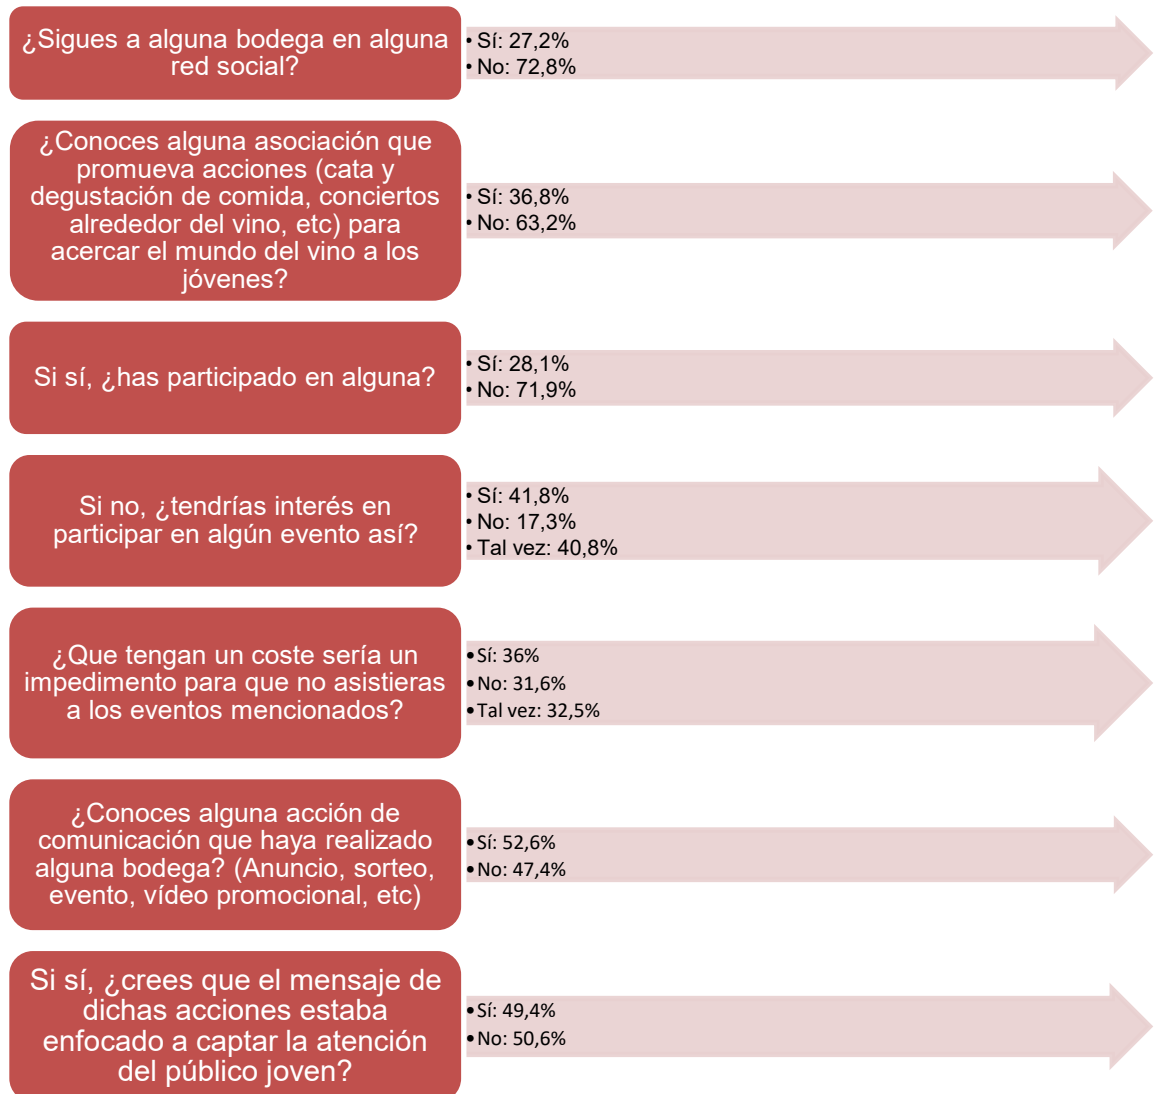 ¿Sigues a alguna bodega en alguna
red social?
• Sí: 27,2%
• No: 72,8%
¿Conoces alguna asociación que
promueva acciones (cata y
degustación de comida, conciertos
alrededor del vino, etc) para
acercar el mundo del vino a los
jóvenes?
• Sí: 36,8%
• No: 63,2%
Si sí, ¿has participado en alguna?
• Sí: 28,1%
• No: 71,9%
Si no, ¿tendrías interés en
participar en algún evento así?
• Sí: 41,8%
• No: 17,3%
• Tal vez: 40,8%
¿Que tengan un coste sería un
impedimento para que no asistieras
a los eventos mencionados?
• Sí: 36%
• No: 31,6%
• Tal vez: 32,5%
¿Conoces alguna acción de
comunicación que haya realizado
alguna bodega? (Anuncio, sorteo,
evento, vídeo promocional, etc)
• Sí: 52,6%
• No: 47,4%
Si sí, ¿crees que el mensaje de
dichas acciones estaba
enfocado a captar la atención
del público joven?
• Sí: 49,4%
• No: 50,6%